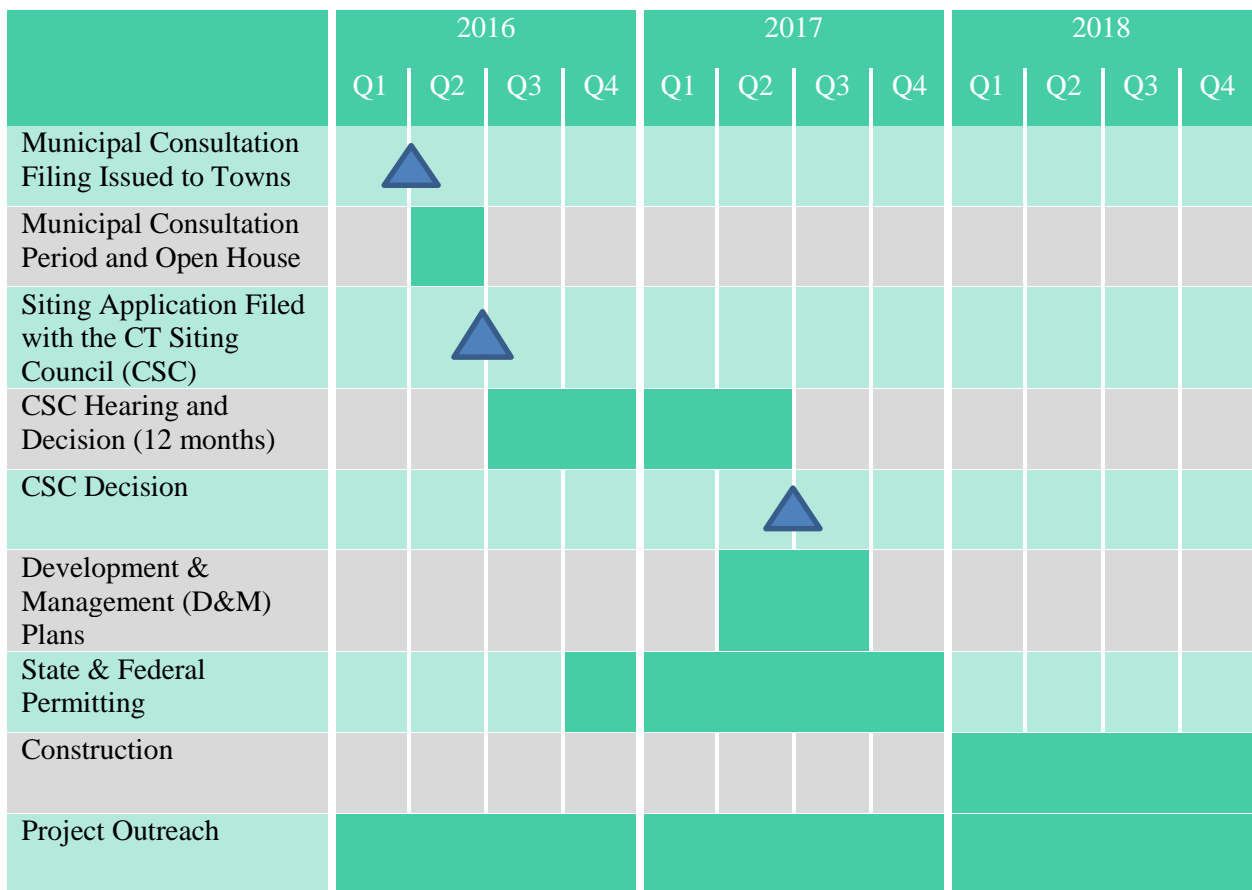 2016 2017 2018
Q1 Q2 Q3 Q4 Q1 Q2 Q3 Q4 Q1 Q2 Q3 Q4
Municipal Consultation
Filing Issued to Towns
Municipal Consultation
Period and Open House
Siting Application Filed
with the CT Siting
Council (CSC)
CSC Hearing and
Decision (12 months)
CSC Decision
Development &
Management (D&M)
Plans
State & Federal
Permitting
Construction
Project Outreach